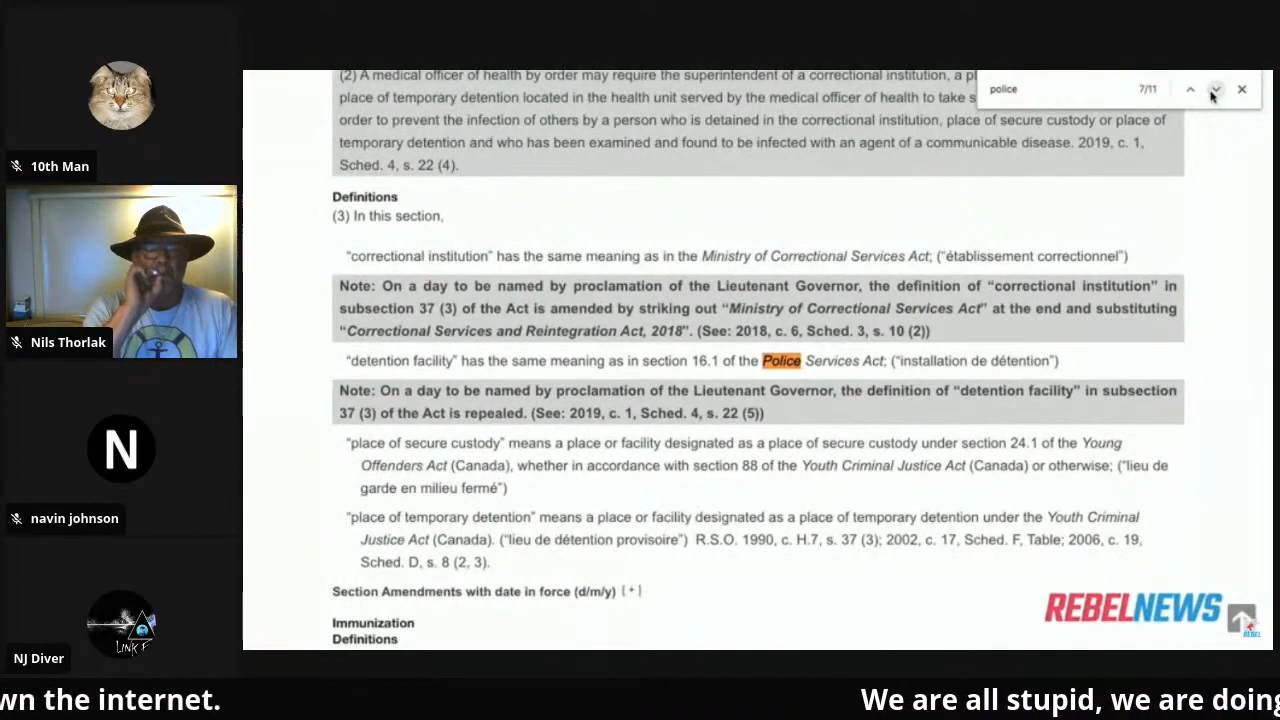 10th Man
Nils Thorlak
N
navin johnson
LINK F
NJ Diver
(2) A medical officer of health by order may require the superintendent of a correctional institution, a pl
place of temporary detention located in the health unit served by the medical officer of health to take s
order to prevent the infection of others by a person who is detained in the correctional institution, place of secure custody or place of
temporary detention and who has been examined and found to be infected with an agent of a communicable disease. 2019, c. 1,
Sched. 4, s. 22 (4).
police 7/11
Definitions
(3) In this section,
“correctional institution” has the same meaning as in the Ministry of Correctional Services Act; (“établissement correctionnel”)
Note: On a day to be named by proclamation of the Lieutenant Governor, the definition of “correctional institution” in
subsection 37 (3) of the Act is amended by striking out “Ministry of Correctional Services Act” at the end and substituting
“Correctional Services and Reintegration Act, 2018”. (See: 2018, c. 6, Sched. 3, s. 10 (2))
“detention facility” has the same meaning as in section 16.1 of the Police Services Act; (“installation de détention”)
Note: On a day to be named by proclamation of the Lieutenant Governor, the definition of “detention facility” in subsection
37 (3) of the Act is repealed. (See: 2019, c. 1, Sched. 4, s. 22 (5))
“place of secure custody” means a place or facility designated as a place of secure custody under section 24.1 of the Young
Offenders Act (Canada), whether in accordance with section 88 of the Youth Criminal Justice Act (Canada) or otherwise; (“lieu de
garde en milieu fermé”)
“place of temporary detention” means a place or facility designated as a place of temporary detention under the Youth Criminal
Justice Act (Canada). (“lieu de détention provisoire”) R.S.O. 1990, c. H.7, s. 37 (3); 2002, c. 17, Sched. F, Table; 2006, c. 19,
Sched. D, s. 8 (2, 3).
Section Amendments with date in force (d/m/y) [+]
Immunization
Definitions
REBELNEWS
REBEL
wn the internet. We are all stupid, we are doing